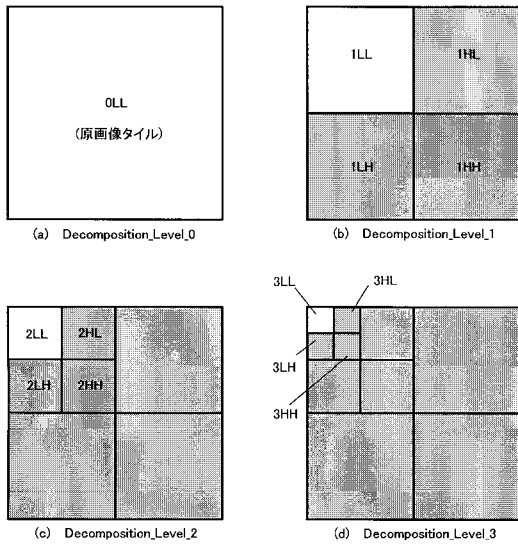 0LL
(原画像タイル)
(a) Decomposition_Level_0
1LL
1HL
1LH
1HH
(b) Decomposition_Level_1
2LL
2HL
2LH
2HH
(c) Decomposition_Level_2
3LL
3HL
3LH
3HH
(d) Decomposition_Level_3